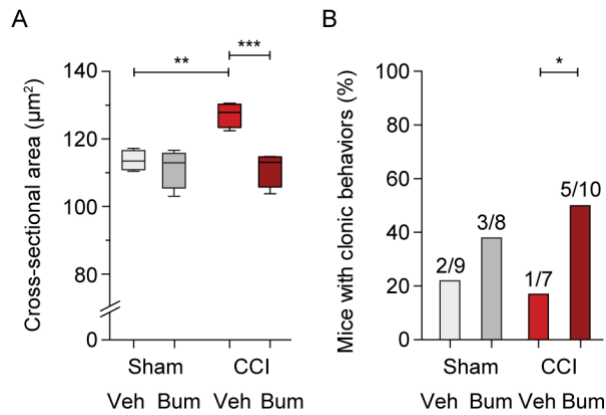 A
Cross-sectional area (µm²)
140
120
100
80
0
**
***
Sham
CCI
Veh Bum Veh Bum
B
Mice with clonic behaviors (%)
100
80
60
40
20
0
*
2/9
3/8
1/7
5/10
Sham
CCI
Veh Bum Veh Bum